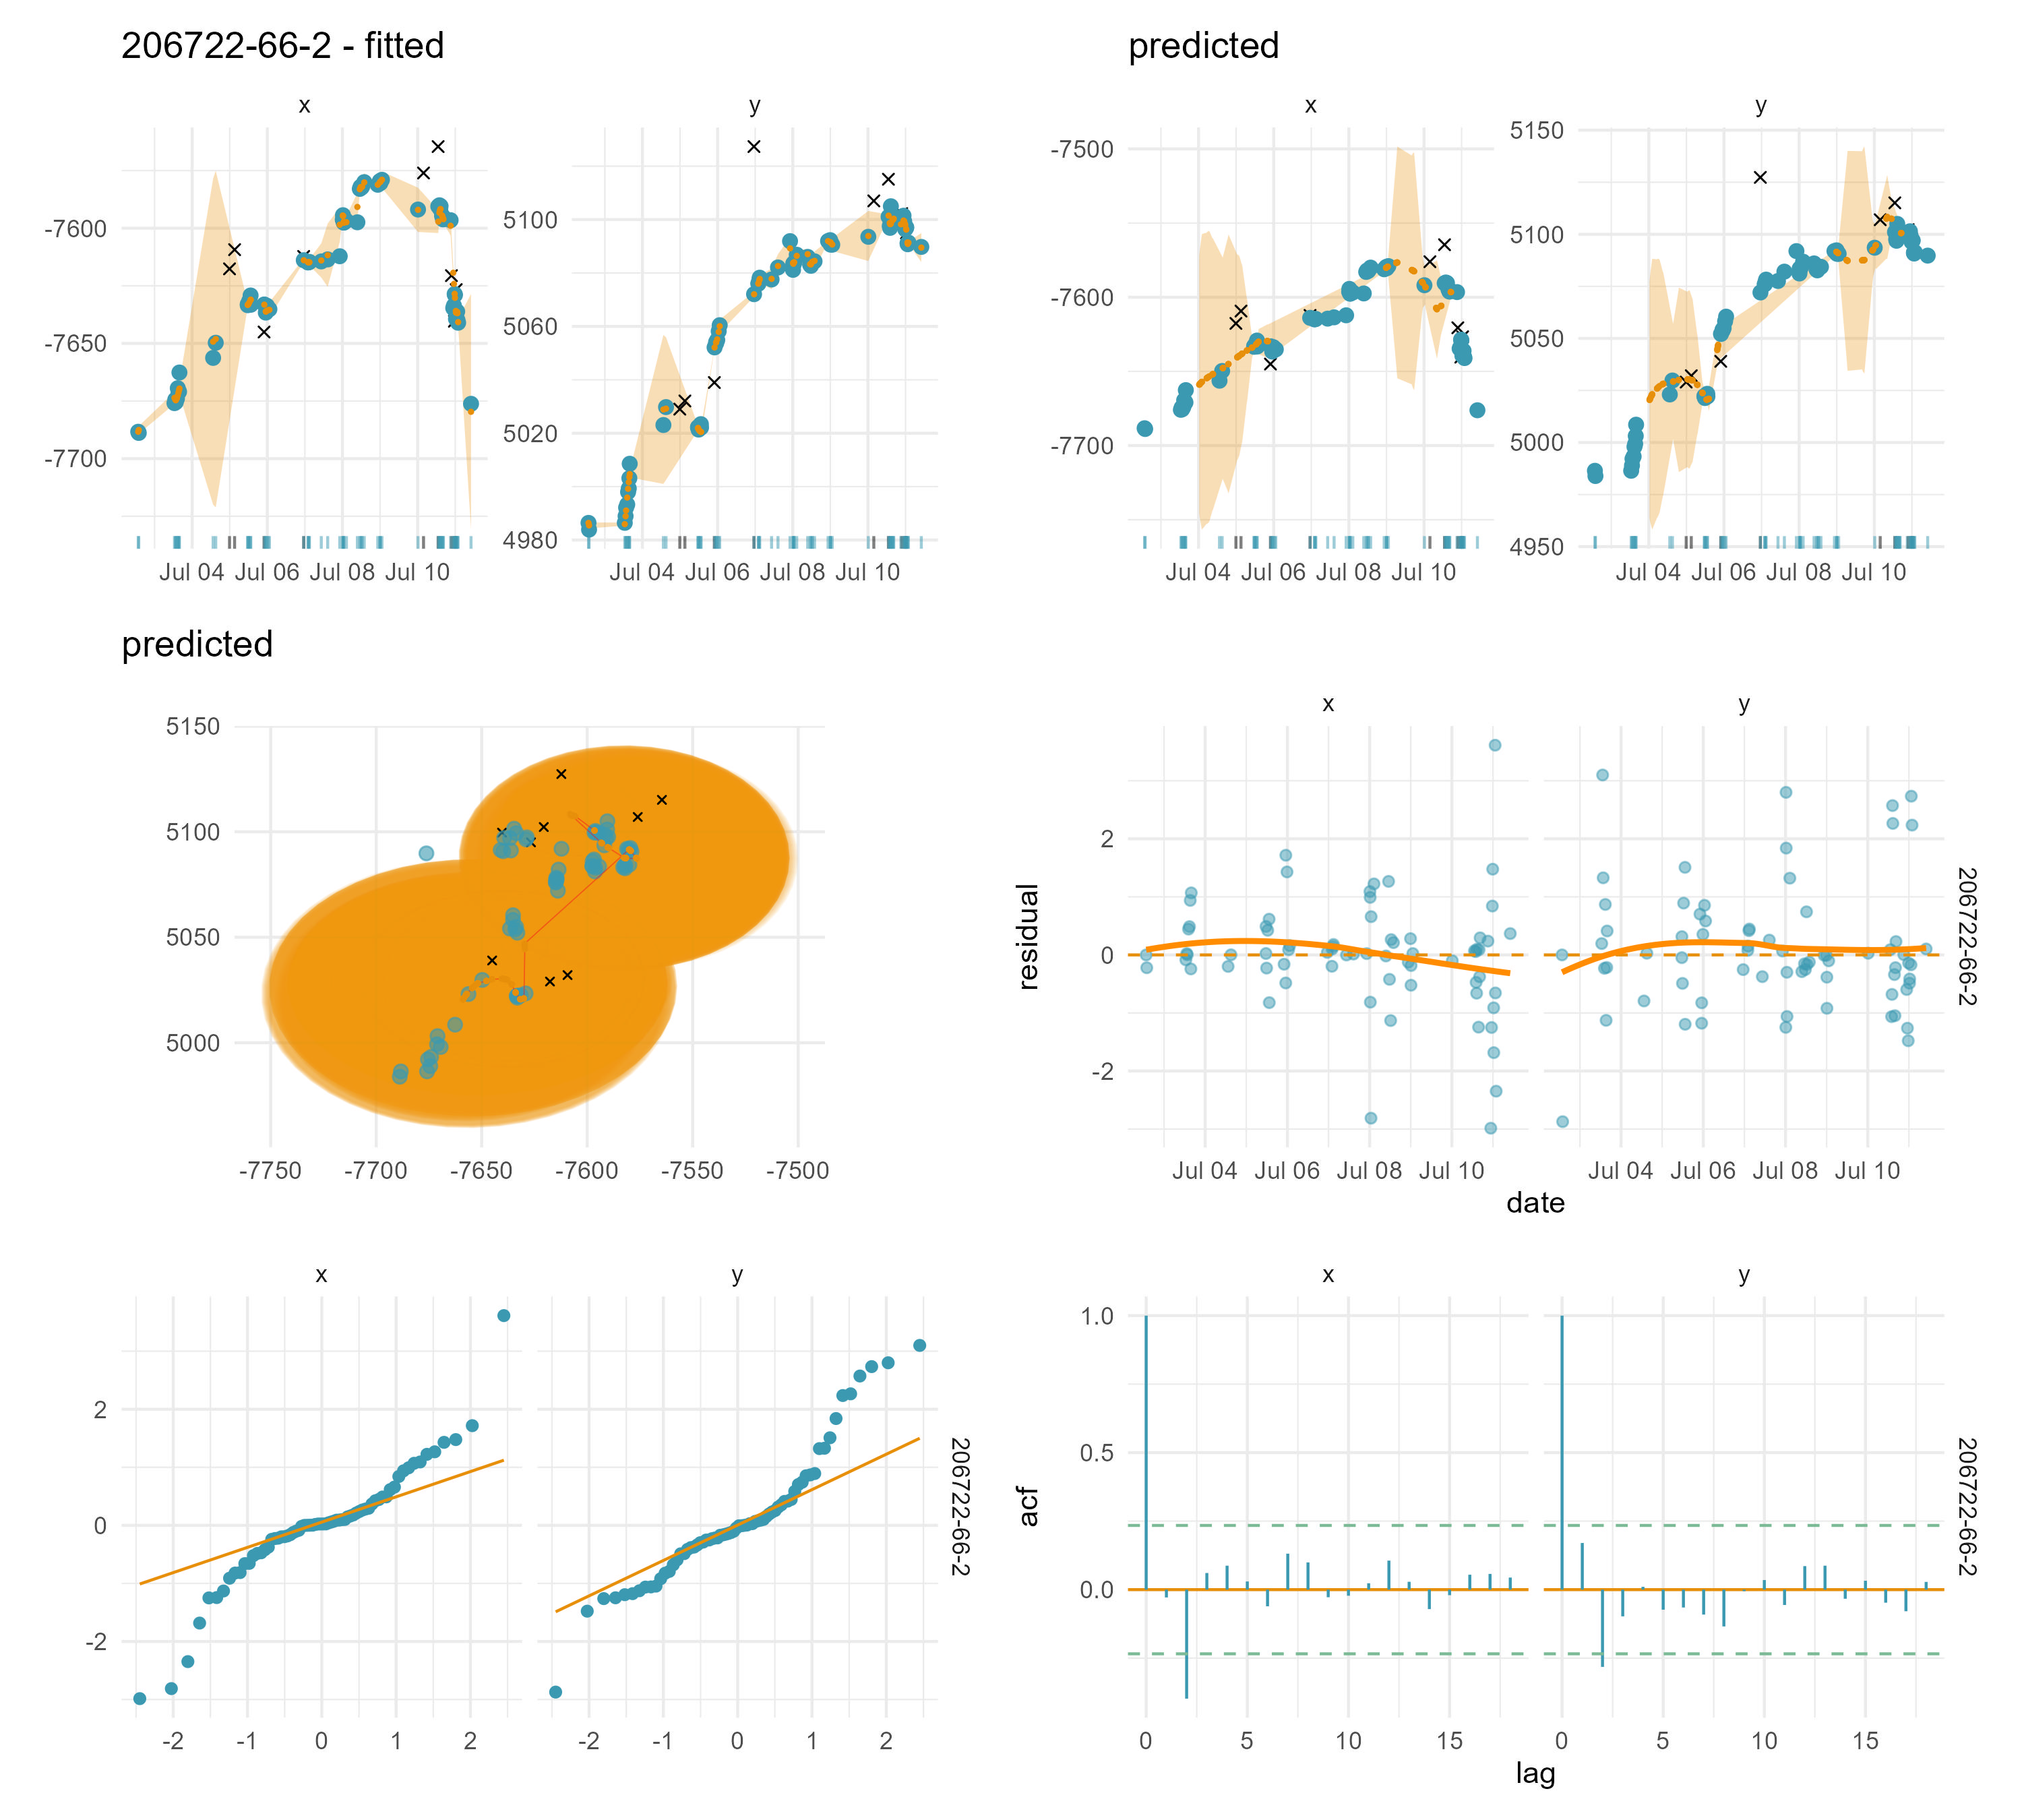 206722-66-2 - fitted
predicted
x
y
x
y
-7600
-7650
-7700
5100
5060
5020
4980
-7500
-7600
-7700
5150
5100
5050
5000
4950
Jul 04 Jul 06 Jul 08 Jul 10
Jul 04 Jul 06 Jul 08 Jul 10
Jul 04 Jul 06 Jul 08 Jul 10
Jul 04 Jul 06 Jul 08 Jul 10
predicted
5150
5100
5050
5000
-7750 -7700 -7650 -7600 -7550 -7500
x
y
residual
2
0
-2
206722-66-2
Jul 04 Jul 06 Jul 08 Jul 10
Jul 04 Jul 06 Jul 08 Jul 10
date
x
y
2
0
-2
206722-66-2
-2 -1 0 1 2
-2 -1 0 1 2
x
y
acf
1.0
0.5
0.0
206722-66-2
0 5 10 15
0 5 10 15
lag